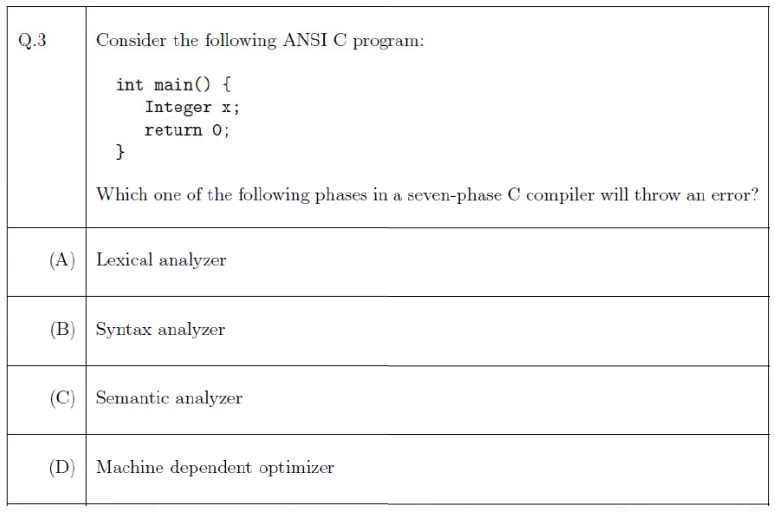 Q.3 Consider the following ANSI C program:
int main() {
Integer x;
return 0;
}
Which one of the following phases in a seven-phase C compiler will throw an error?
(A) Lexical analyzer
(B) Syntax analyzer
(C) Semantic analyzer
(D) Machine dependent optimizer